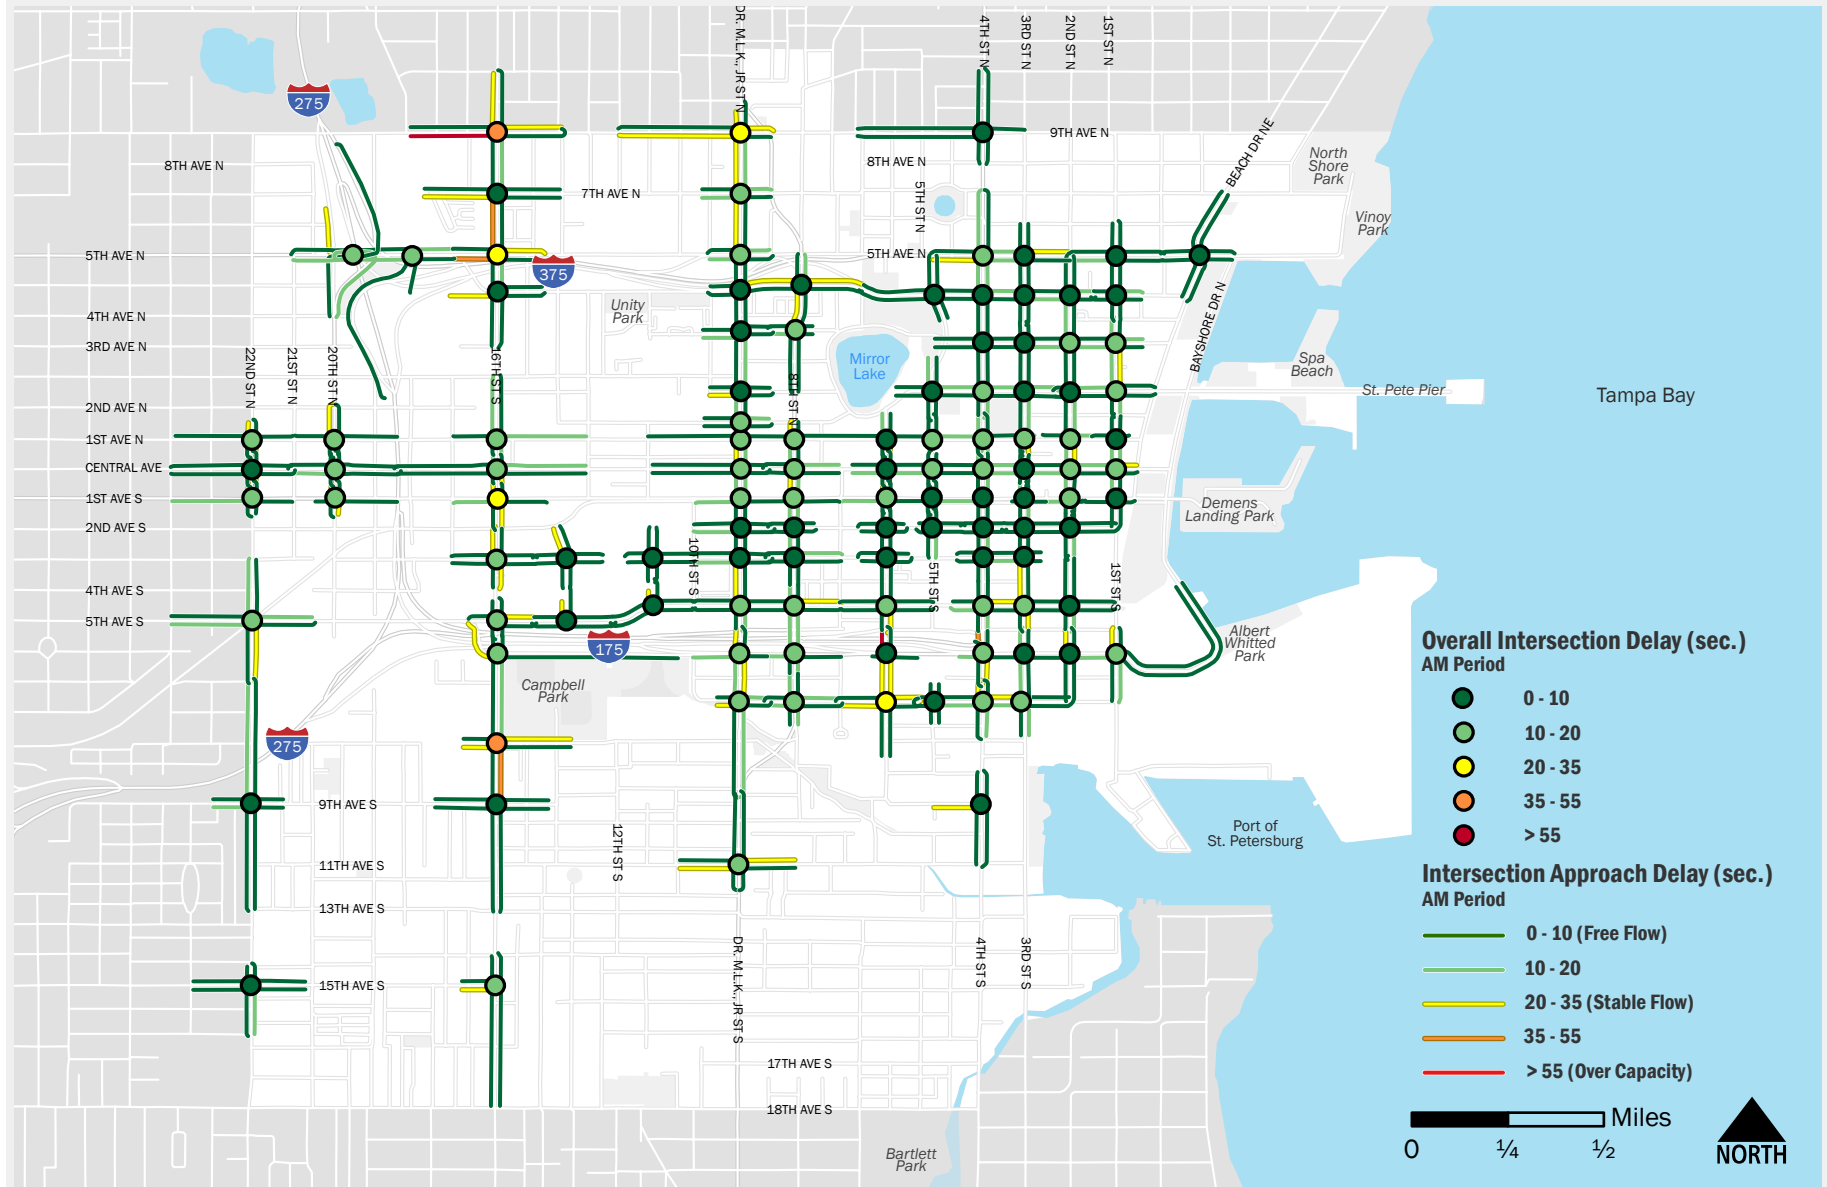 DR. M.L.K., JR ST N
4TH ST N
3RD ST N
2ND ST N
1ST ST N
275
9TH AVE N
BEACH DR NE
8TH AVE N
8TH AVE N
North
Shore
Park
7TH AVE N
5TH ST N
Vinoy
Park
5TH AVE N
5TH AVE N
375
4TH AVE N
Unity
Park
BAYSHORE DR N
3RD AVE N
22ND ST N
21ST ST N
20TH ST N
16TH ST S
8TH ST N
Mirror
Lake
Spa
Beach
St. Pete Pier
Tampa Bay
2ND AVE N
1ST AVE N
CENTRAL AVE
1ST AVE S
2ND AVE S
Demens
Landing Park
10TH ST S
5TH ST S
1ST ST S
4TH AVE S
5TH AVE S
175
Albert
Whitted
Park
Campbell
Park
275
9TH AVE S
12TH ST S
11TH AVE S
13TH AVE S
Port of
St. Petersburg
DR. M.L.K., JR ST S
4TH ST S
3RD ST S
15TH AVE S
17TH AVE S
18TH AVE S
Bartlett
Park
Overall Intersection Delay (sec.)
AM Period
0 - 10
10 - 20
20 - 35
35 - 55
> 55
Intersection Approach Delay (sec.)
AM Period
0 - 10 (Free Flow)
10 - 20
20 - 35 (Stable Flow)
35 - 55
> 55 (Over Capacity)
Miles
0 ¼ ½
NORTH